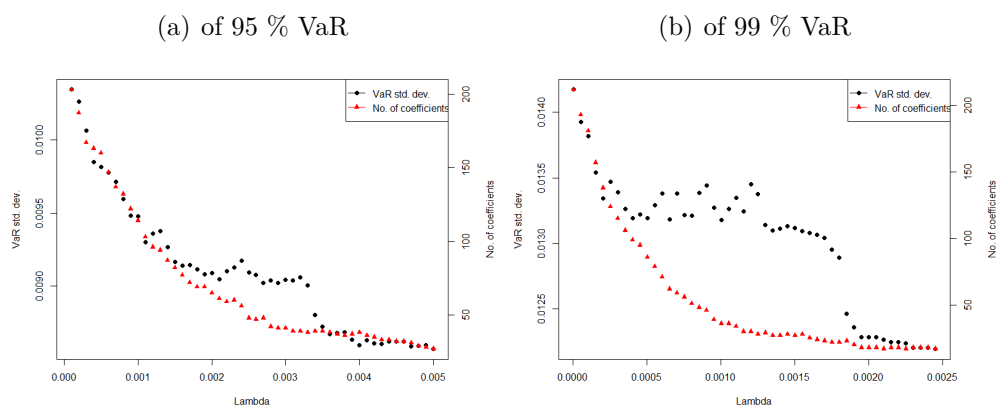 (a) of 95 % VaR
VaR std. dev.
No. of coefficients
0.0100
0.0095
0.0090
VaR std. dev.
200
150
100
50
No. of coefficients
0.000 0.001 0.002 0.003 0.004 0.005
Lambda
(b) of 99 % VaR
VaR std. dev.
No. of coefficients
0.0140
0.0135
0.0130
0.0125
VaR std. dev.
200
150
100
50
No. of coefficients
0.0000 0.0005 0.0010 0.0015 0.0020 0.0025
Lambda